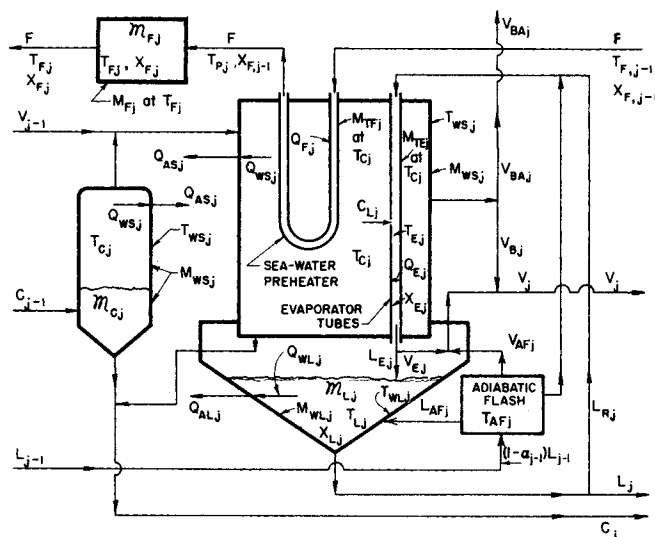 F
T_Fj
X_Fj
𝓜_Fj
T_Fj, X_Fj
M_Fj at T_Fj
F
T_Pj, X_F,j-1
F
T_F,j-1
X_F,j-1
V_BAj
V_j-1
Q_ASj
Q_WSj
Q_Fj
M_TFj
at
T_Cj
M_TEj
at
T_Cj
T_WSj
M_WSj
V_BAj
V_Bj
Q_WSj
Q_ASj
T_Cj
T_WSj
M_WSj
C_j-1
𝓜_Cj
C_Lj
T_Ej
T_Cj
Q_Ej
X_Ej
SEA-WATER
PREHEATER
EVAPORATOR
TUBES
V_j
V_j
V_AFj
L_Ej
V_Ej
Q_WLj
𝓜_Lj
T_WLj
L_AFj
ADIABATIC
FLASH
T_AFj
L_Rj
Q_ALj
M_WLj
T_Lj
X_Lj
L_j-1
(1-α_j-1)L_j-1
L_j
C_j